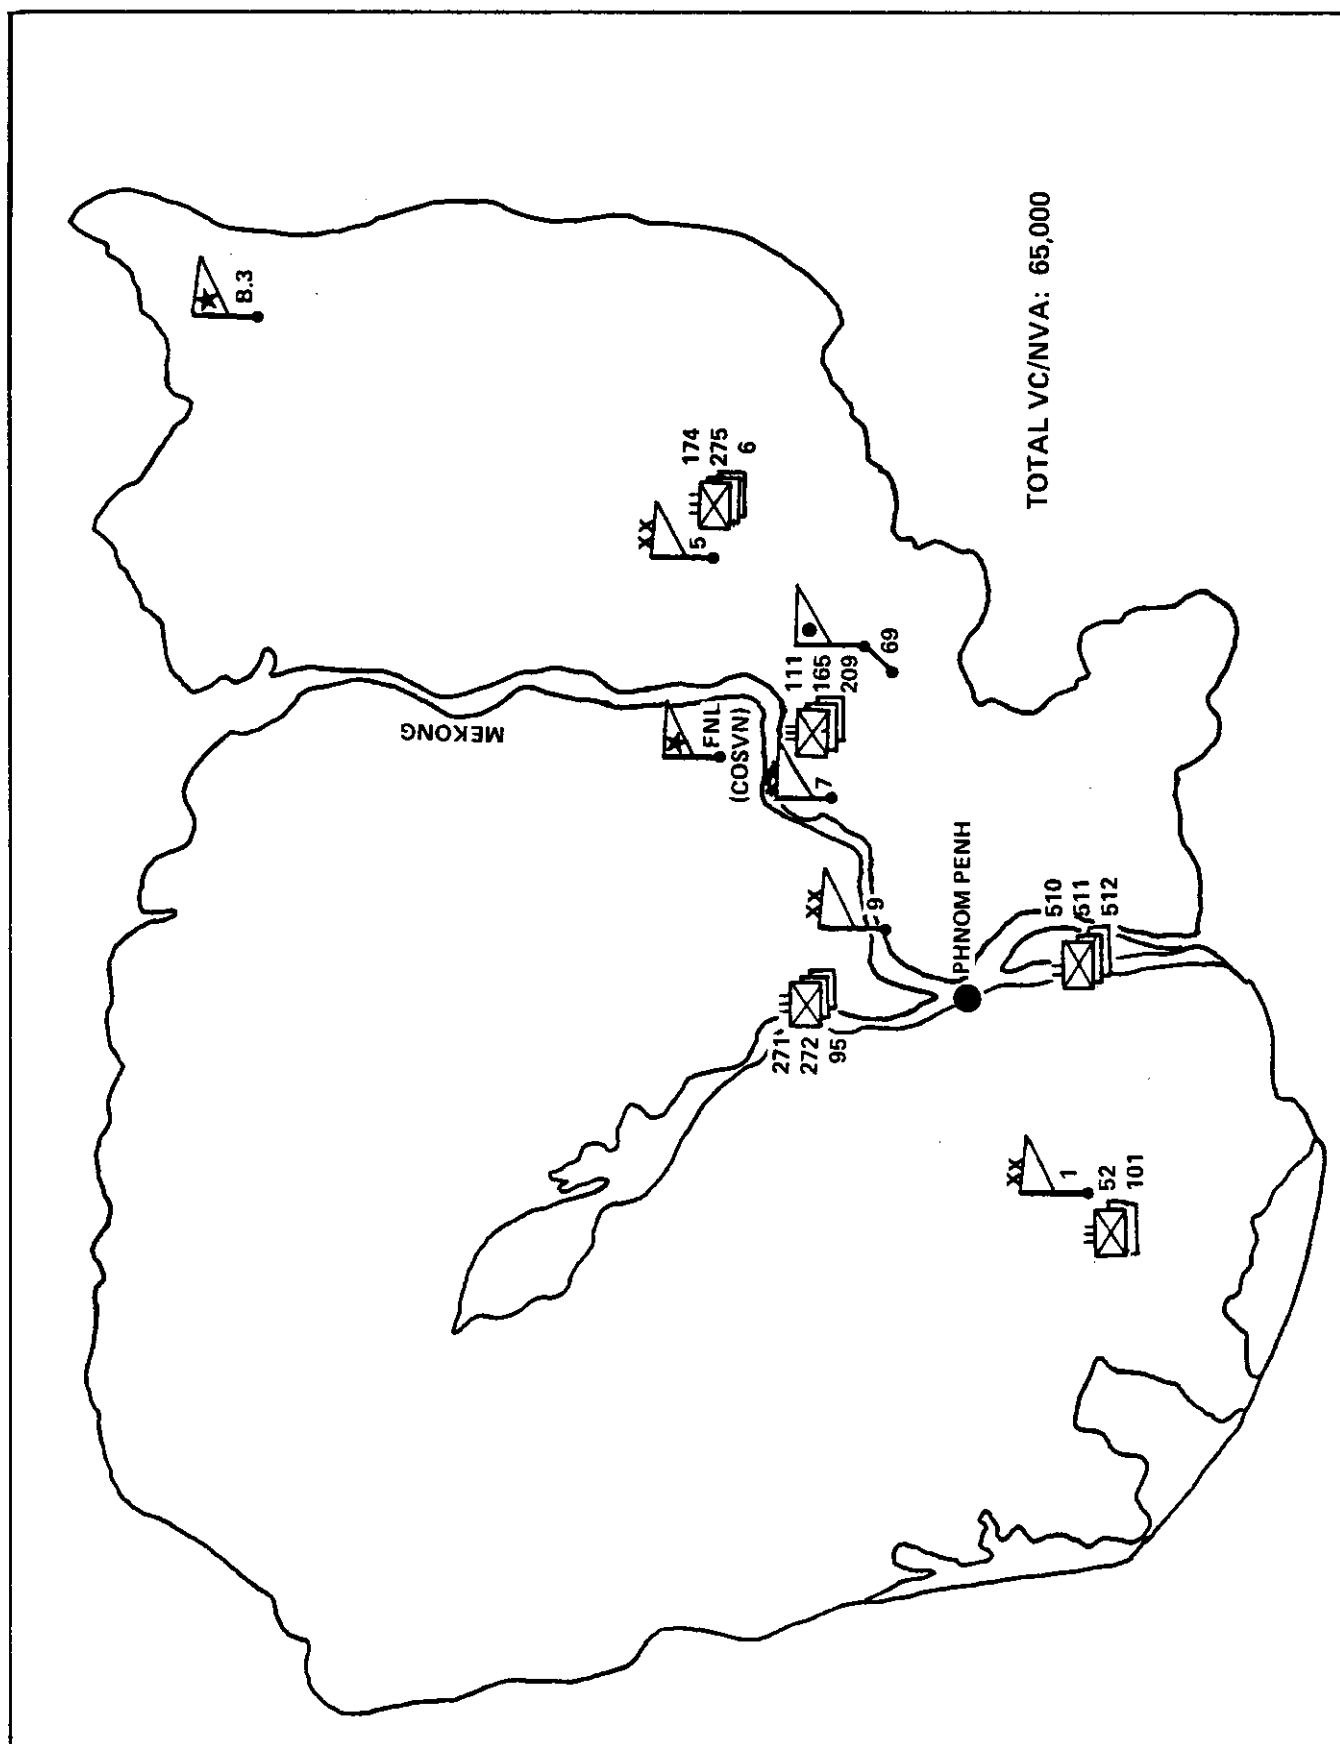 B.3
MEKONG
XX
5
174
275
6
FNL
(COSVN)
111
165
209
69
XX
7
XX
9
271
272
95
PHNOM PENH
510
511
512
XX
1
52
101
TOTAL VC/NVA: 65,000